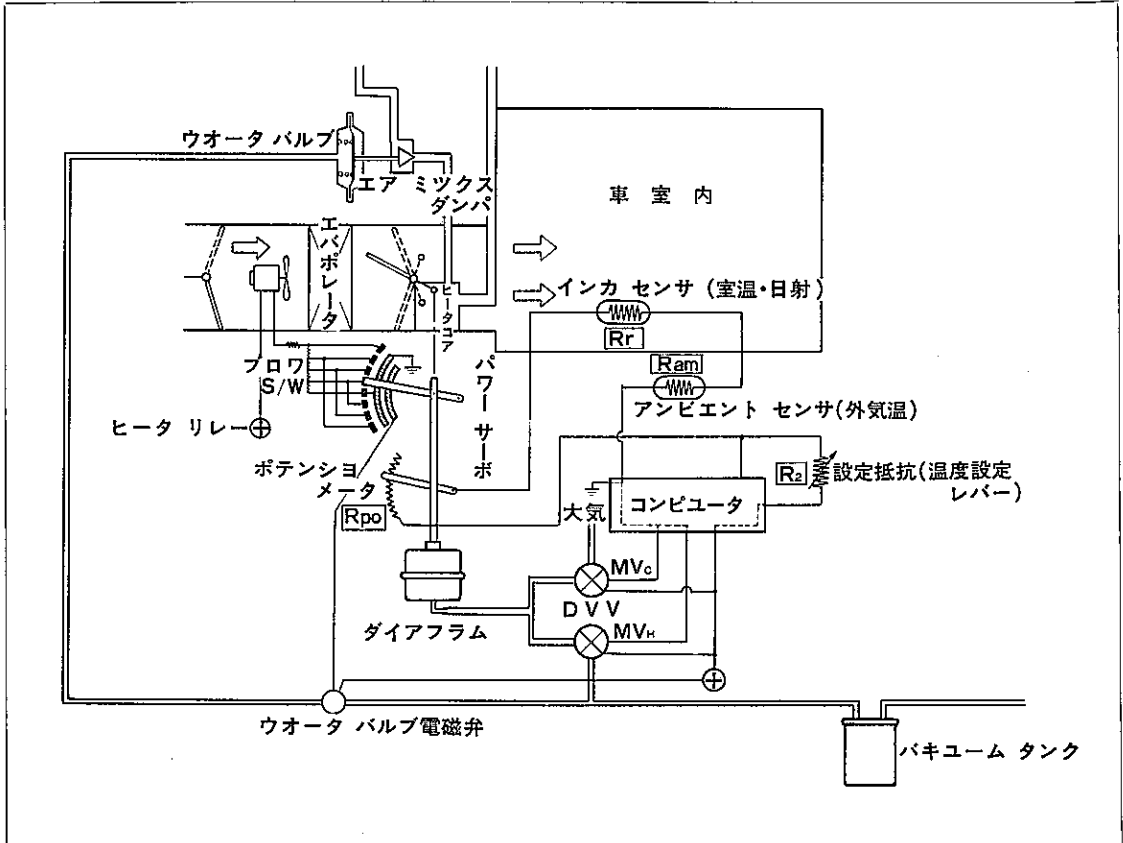 ウオータ バルブ
エア ミツクス
ダンパ
車室内
エバポレータ
ヒータコア
インカ センサ (室温・日射)
Rr
Ram
アンビエント センサ(外気温)
ブロワ
S/W
パワー サーボ
ヒータ リレー
ポテンショ
メータ
Rpo
R₂
設定抵抗(温度設定
レバー)
コンピュータ
大気
MVc
DVV
MVH
ダイアフラム
ウオータ バルブ電磁弁
バキューム タンク